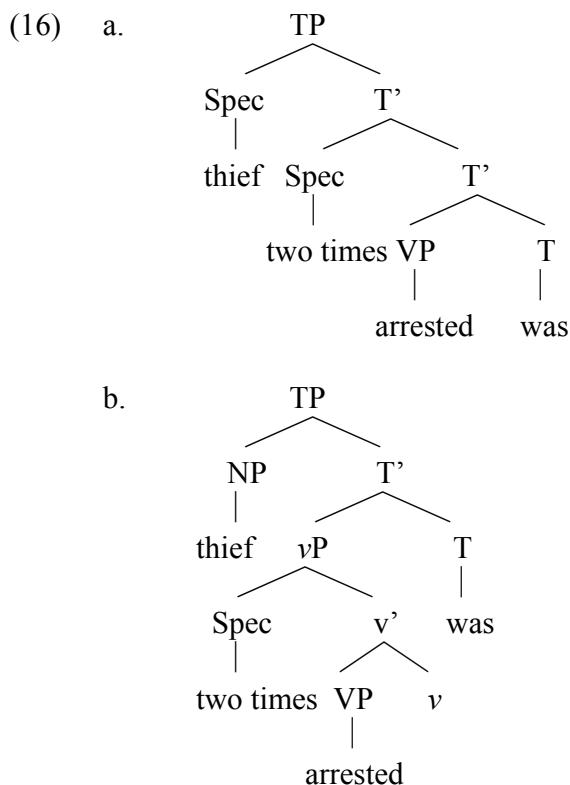 (16) a. TP
Spec T’
thief Spec T’
two times VP T
arrested was
b. TP
NP T’
thief vP T
Spec v’ was
two times VP v
arrested